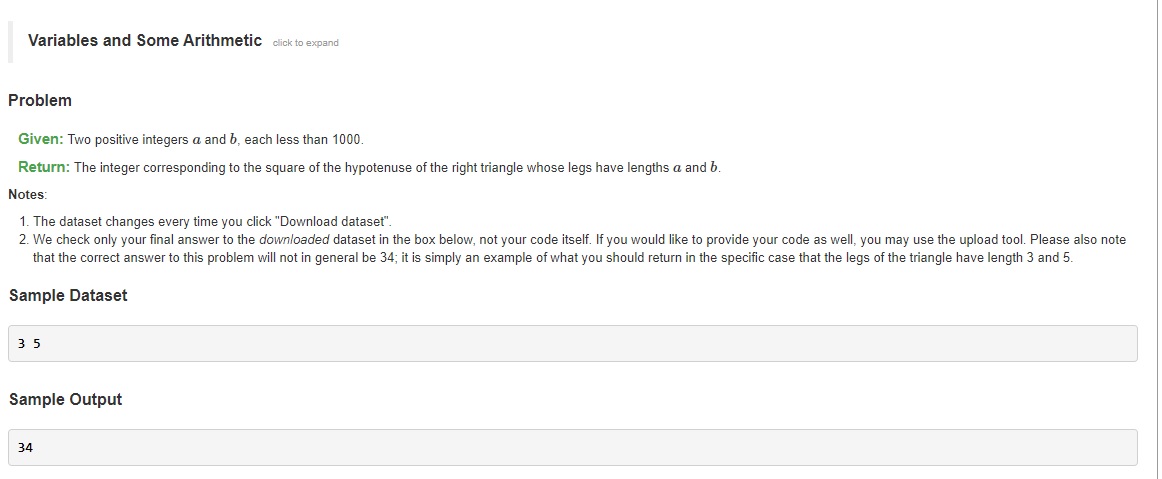 Variables and Some Arithmetic click to expand
Problem
Given: Two positive integers a and b, each less than 1000.
Return: The integer corresponding to the square of the hypotenuse of the right triangle whose legs have lengths a and b.
Notes:
1. The dataset changes every time you click "Download dataset".
2. We check only your final answer to the downloaded dataset in the box below, not your code itself. If you would like to provide your code as well, you may use the upload tool. Please also note
that the correct answer to this problem will not in general be 34; it is simply an example of what you should return in the specific case that the legs of the triangle have length 3 and 5.
Sample Dataset
3 5
Sample Output
34